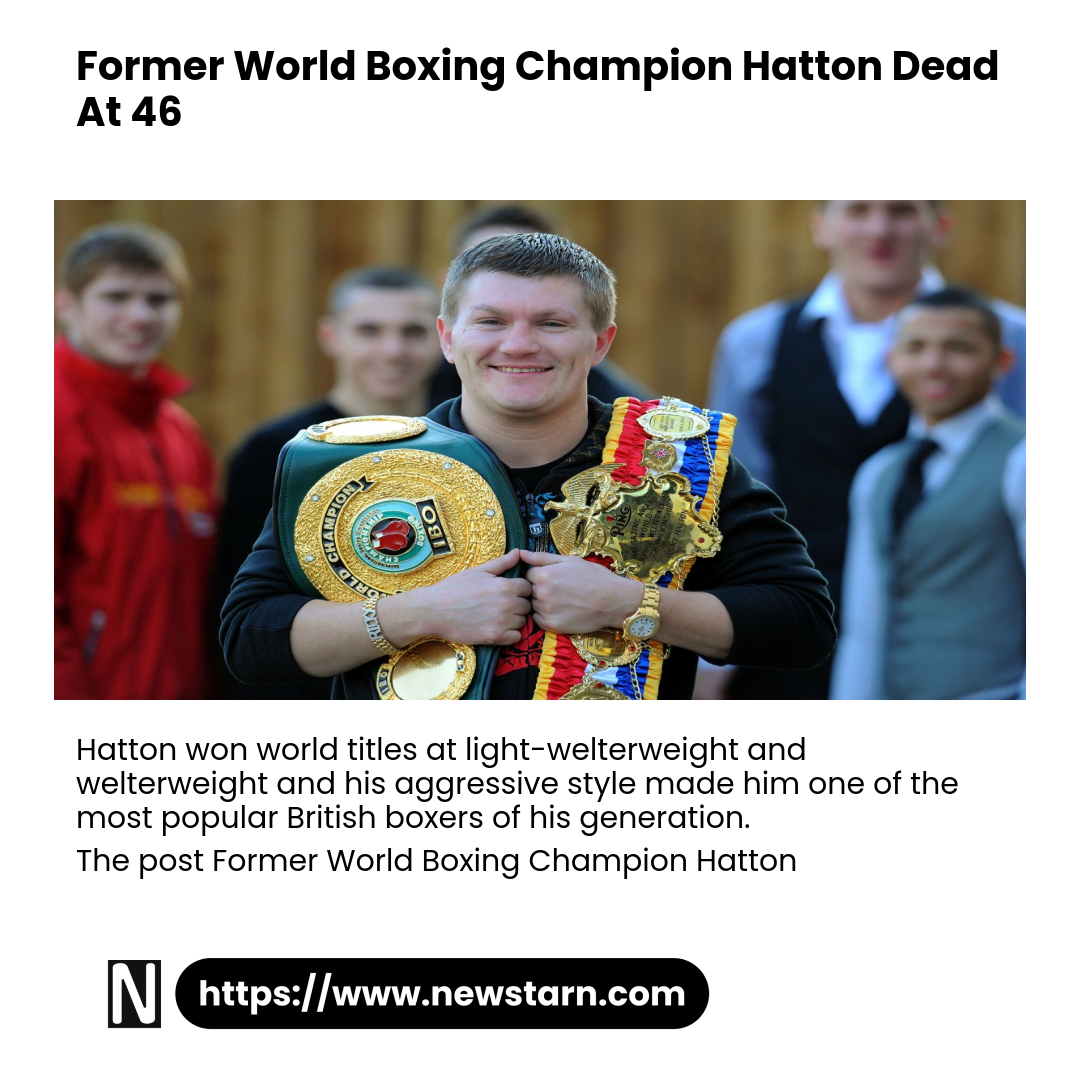 Former World Boxing Champion Hatton Dead
At 46
WORLD CHAMPION
IBO
RING
Hatton won world titles at light-welterweight and
welterweight and his aggressive style made him one of the
most popular British boxers of his generation.
The post Former World Boxing Champion Hatton
N
https://www.newstarn.com